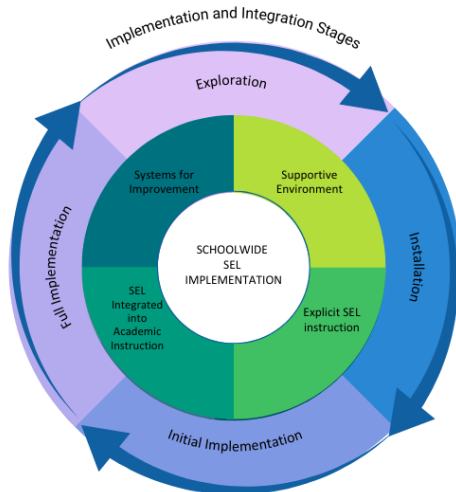 Implementation and Integration Stages
Exploration
Systems for
Improvement
Supportive
Environment
SCHOOLWIDE
SEL
IMPLEMENTATION
Full Implementation
Installation
SEL
Integrated
into
Academic
Instruction
Explicit SEL
instruction
Initial Implementation